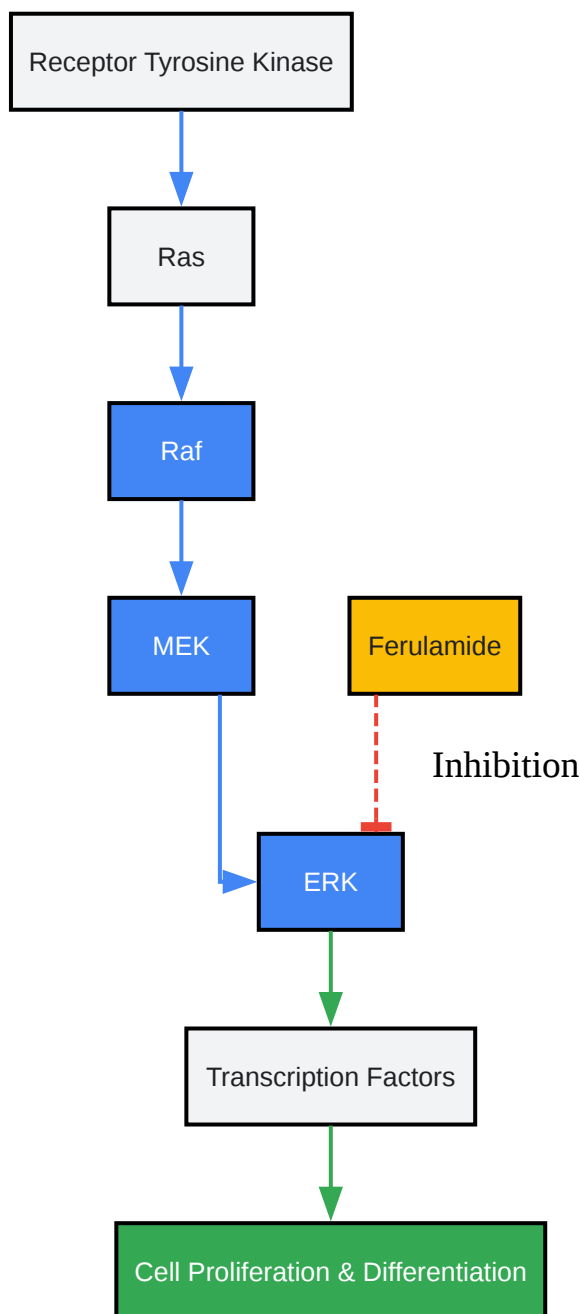 Receptor Tyrosine Kinase
Ras
Raf
MEK
Ferulamide
Inhibition
ERK
Transcription Factors
Cell Proliferation & Differentiation